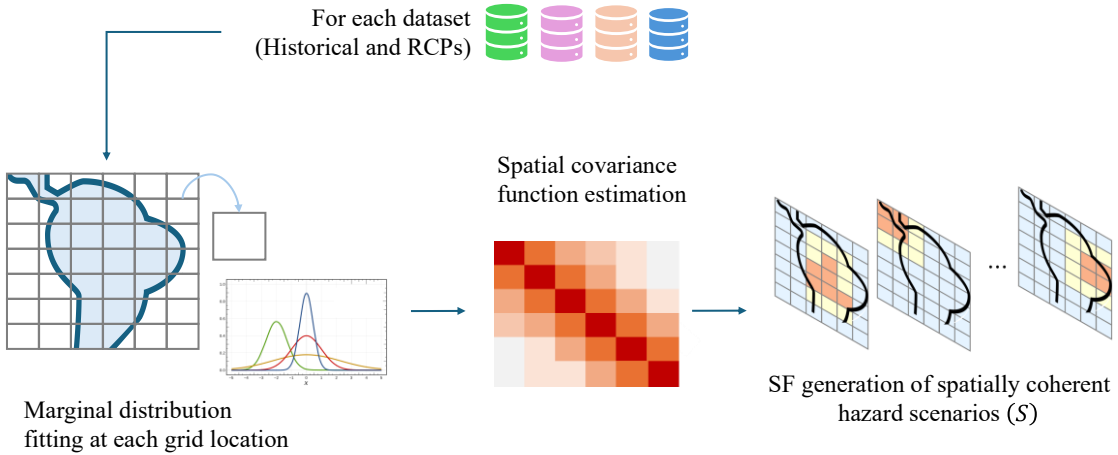 For each dataset
(Historical and RCPs)
Spatial covariance
function estimation
...
x
Marginal distribution
fitting at each grid location
SF generation of spatially coherent
hazard scenarios (S)